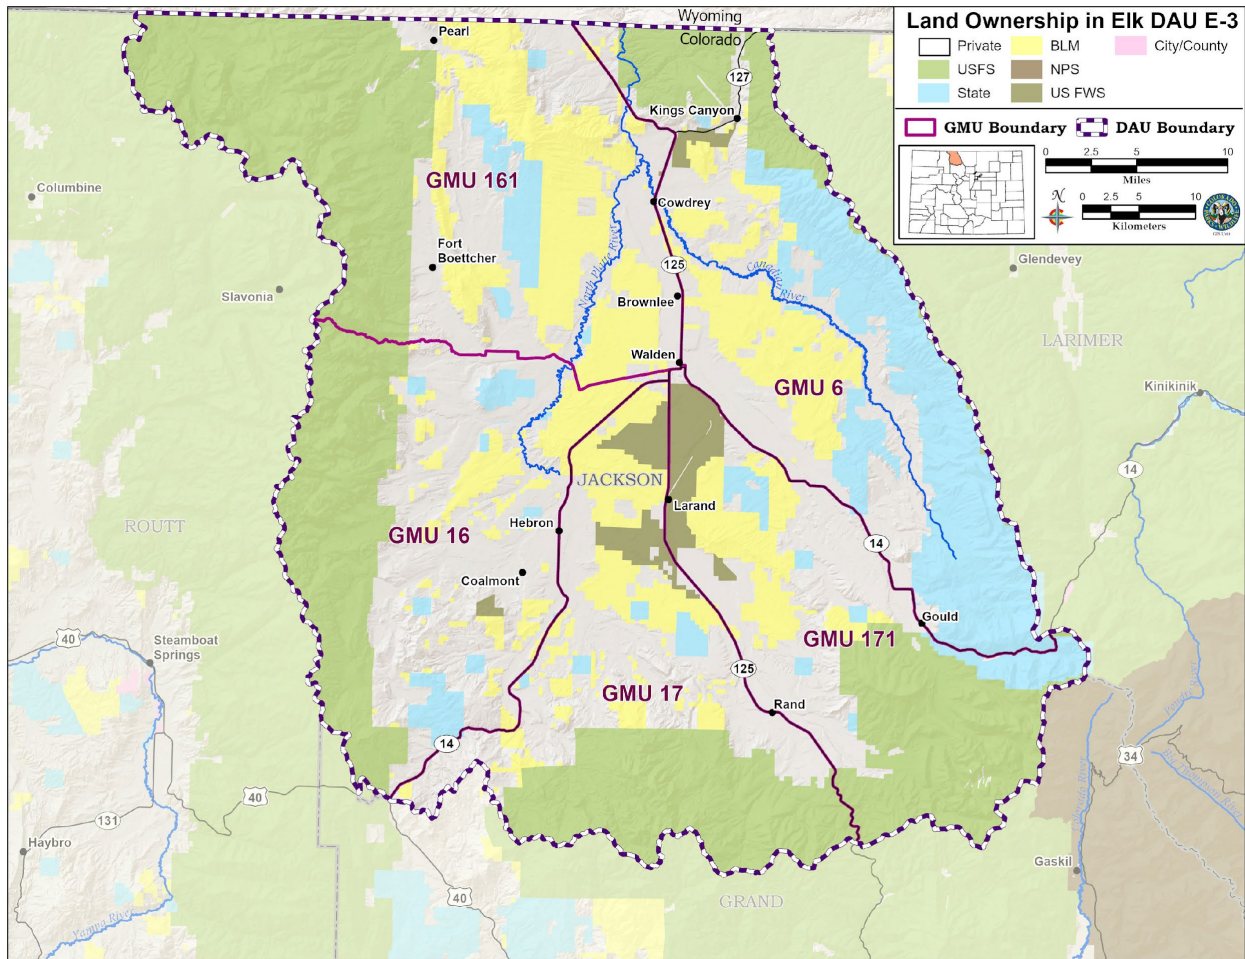 Wyoming
Colorado
Land Ownership in Elk DAU E-3
Private
BLM
City/County
USFS
NPS
State
US FWS
GMU Boundary
DAU Boundary
0 2.5 5 10
Miles
N
0 2.5 5 10
Kilometers
Pearl
127
Kings Canyon
Columbine
GMU 161
Cowdrey
Fort
Boettcher
North Platte River
125
Canadian River
Glendevey
Slavonia
Brownlee
LARIMER
Walden
GMU 6
Kinikinik
14
JACKSON
Larand
ROUTT
GMU 16
Hebron
14
Coalmont
Gould
40
Steamboat
Springs
GMU 171
125
GMU 17
Rand
14
34
40
131
Haybro
Gaskil
40
GRAND
Yampa River
Colorado River